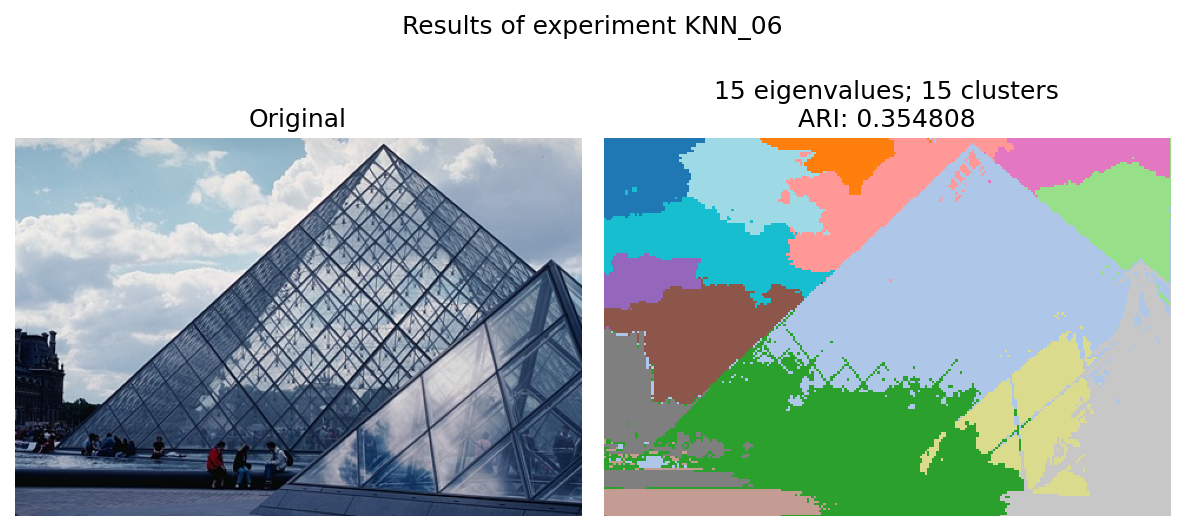 Results of experiment KNN_06
Original
15 eigenvalues; 15 clusters
ARI: 0.354808